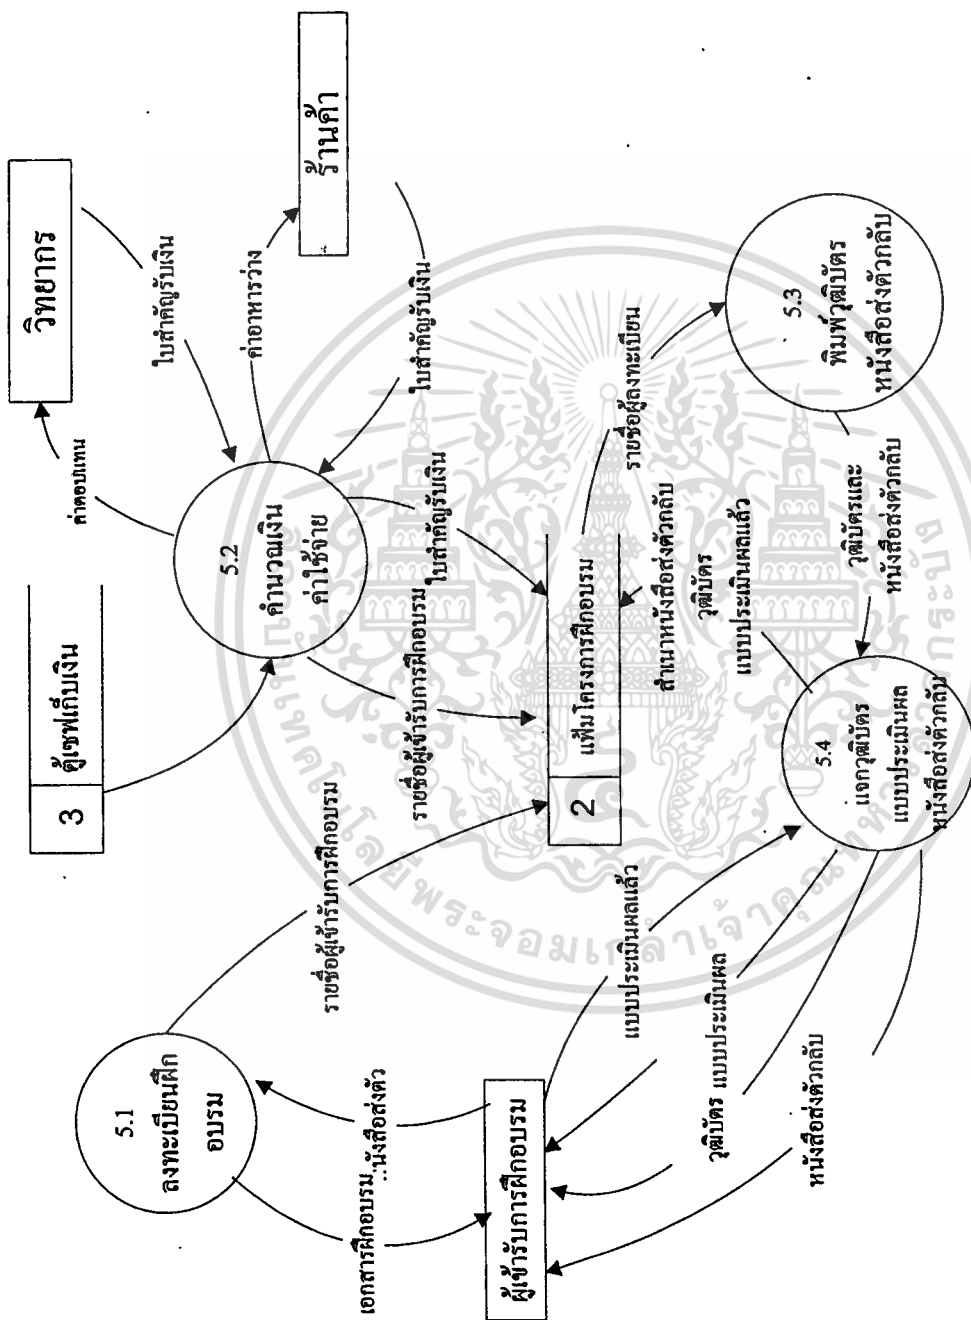 5.1
ลงทะเบียนฝึก
อบรม
เอกสารฝึกอบรม
..นังสือส่งตัว
ผู้เข้ารับการฝึกอบรม
รายชื่อผู้เข้ารับการฝึกอบรม
3
ตู้เซฟเก็บเงิน
5.2
คำนวณเงิน
ค่าใช้จ่าย
ค่าตอบแทน
วิทยากร
ใบสำคัญรับเงิน
ค่าอาหารว่าง
ร้านค้า
ใบสำคัญรับเงิน
ใบสำคัญรับเงิน
รายชื่อผู้เข้ารับการฝึกอบรม
2
แฟ้มโครงการฝึกอบรม
รายชื่อผู้ลงทะเบียน
5.3
พิมพ์วุฒิบัตร
หนังสือส่งตัวกลับ
วุฒิบัตรและ
หนังสือส่งตัวกลับ
สำเนาหนังสือส่งตัวกลับ
วุฒิบัตร
แบบประเมินผลแล้ว
5.4
แจกวุฒิบัตร
แบบประเมินผล
หนังสือส่งตัวกลับ
แบบประเมินผลแล้ว
แบบประเมินผล
วุฒิบัตร
หนังสือส่งตัวกลับ